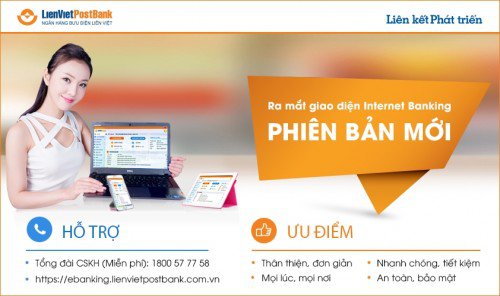 LienVietPostBank
NGÂN HÀNG BƯU ĐIỆN LIÊN VIỆT
Liên kết Phát triển
Ra mắt giao diện Internet Banking
PHIÊN BẢN MỚI
HỖ TRỢ
• Tổng đài CSKH (Miễn phí): 1800 57 77 58
• https://ebanking.lienvietpostbank.com.vn
ƯU ĐIỂM
• Thân thiện, đơn giản
• Nhanh chóng, tiết kiệm
• Mọi lúc, mọi nơi
• An toàn, bảo mật